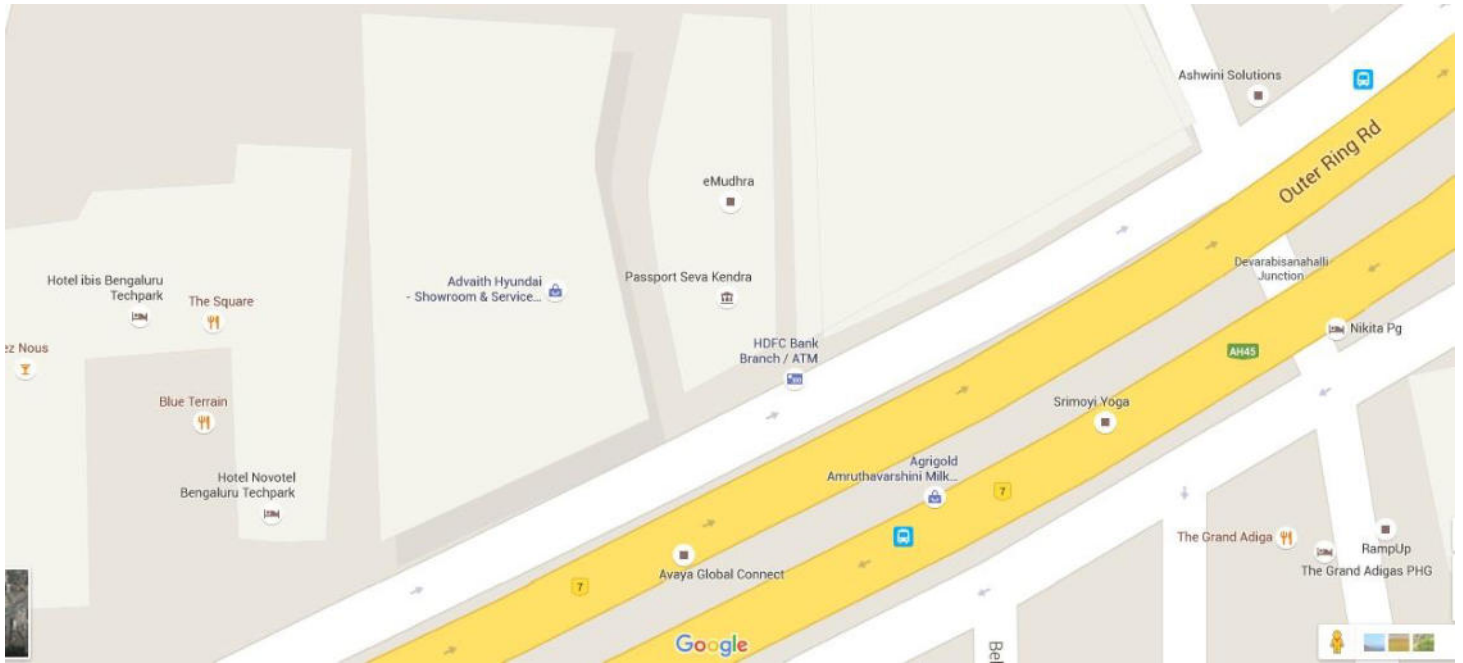 Ashwini Solutions
Outer Ring Rd
eMudhra
Devarabisanahalli
Junction
Passport Seva Kendra
Hotel ibis Bengaluru
Techpark
The Square
Advaith Hyundai
- Showroom & Service...
Nikita Pg
ez Nous
HDFC Bank
Branch / ATM
AH45
Blue Terrain
Srimoyi Yoga
Agrigold
Amruthavarshini Milk...
Hotel Novotel
Bengaluru Techpark
7
The Grand Adiga
RampUp
The Grand Adigas PHG
Avaya Global Connect
7
Google
Bel